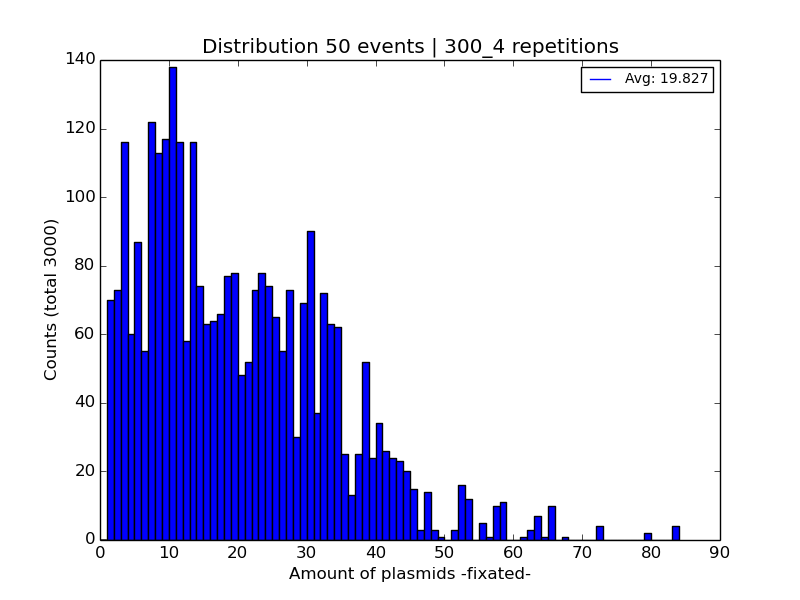 Distribution 50 events | 300_4 repetitions
Avg: 19.827
140
120
100
80
60
40
20
0
Counts (total 3000)
0 10 20 30 40 50 60 70 80 90
Amount of plasmids -fixated-